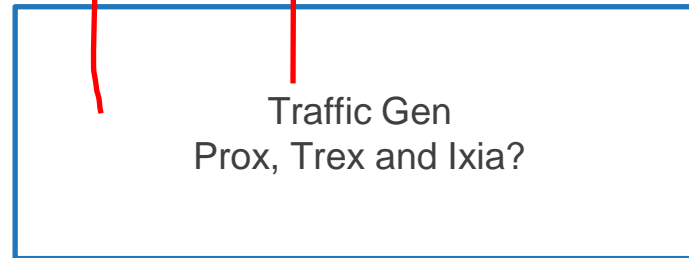 Traffic Gen
Prox, Trex and Ixia?